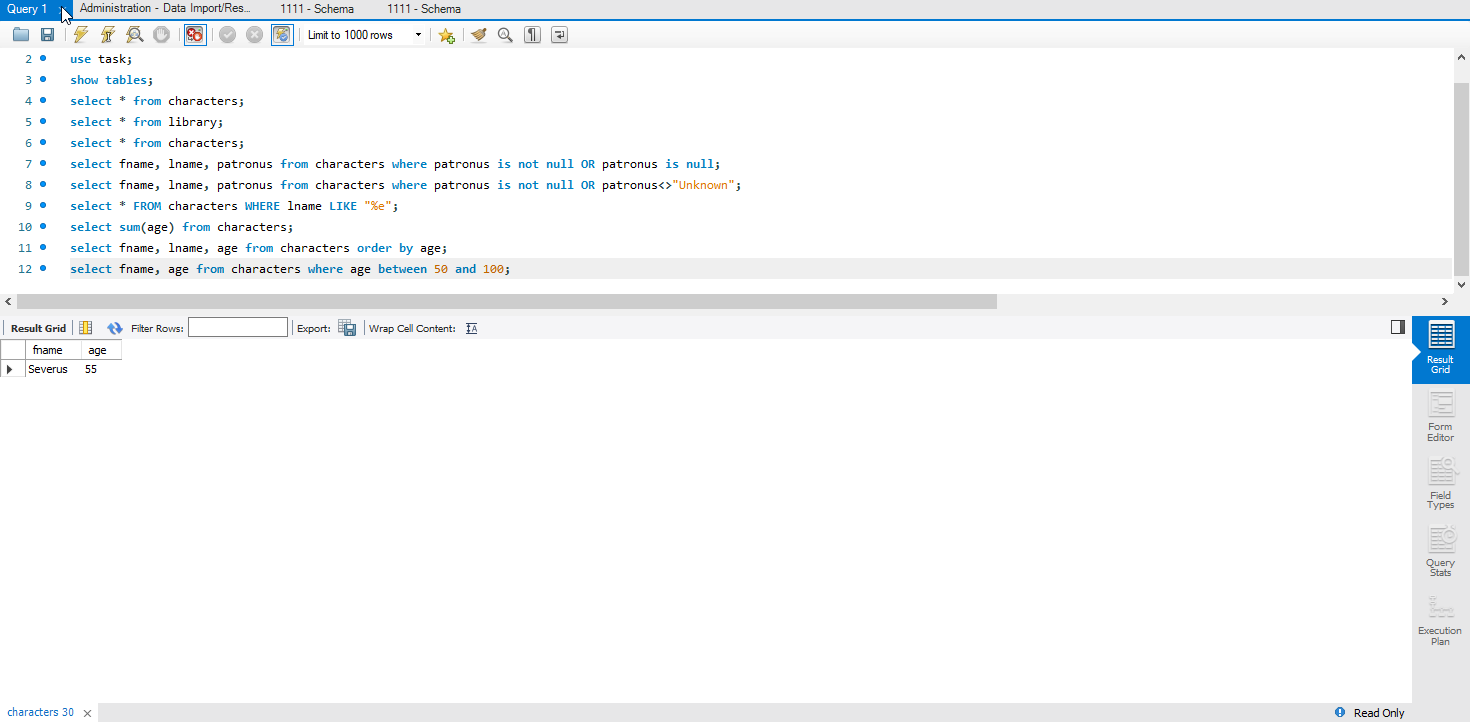 Query 1 Administration - Data Import/Res... 1111 - Schema 1111 - Schema
Limit to 1000 rows
2 use task;
3 show tables;
4 select * from characters;
5 select * from library;
6 select * from characters;
7 select fname, lname, patronus from characters where patronus is not null OR patronus is null;
8 select fname, lname, patronus from characters where patronus is not null OR patronus<>"Unknown";
9 select * FROM characters WHERE lname LIKE "%e";
10 select sum(age) from characters;
11 select fname, lname, age from characters order by age;
12 select fname, age from characters where age between 50 and 100;
Result Grid Filter Rows: Export: Wrap Cell Content:
fname age
Severus 55
Result
Grid
Form
Editor
Field
Types
Query
Stats
Execution
Plan
characters 30 Read Only